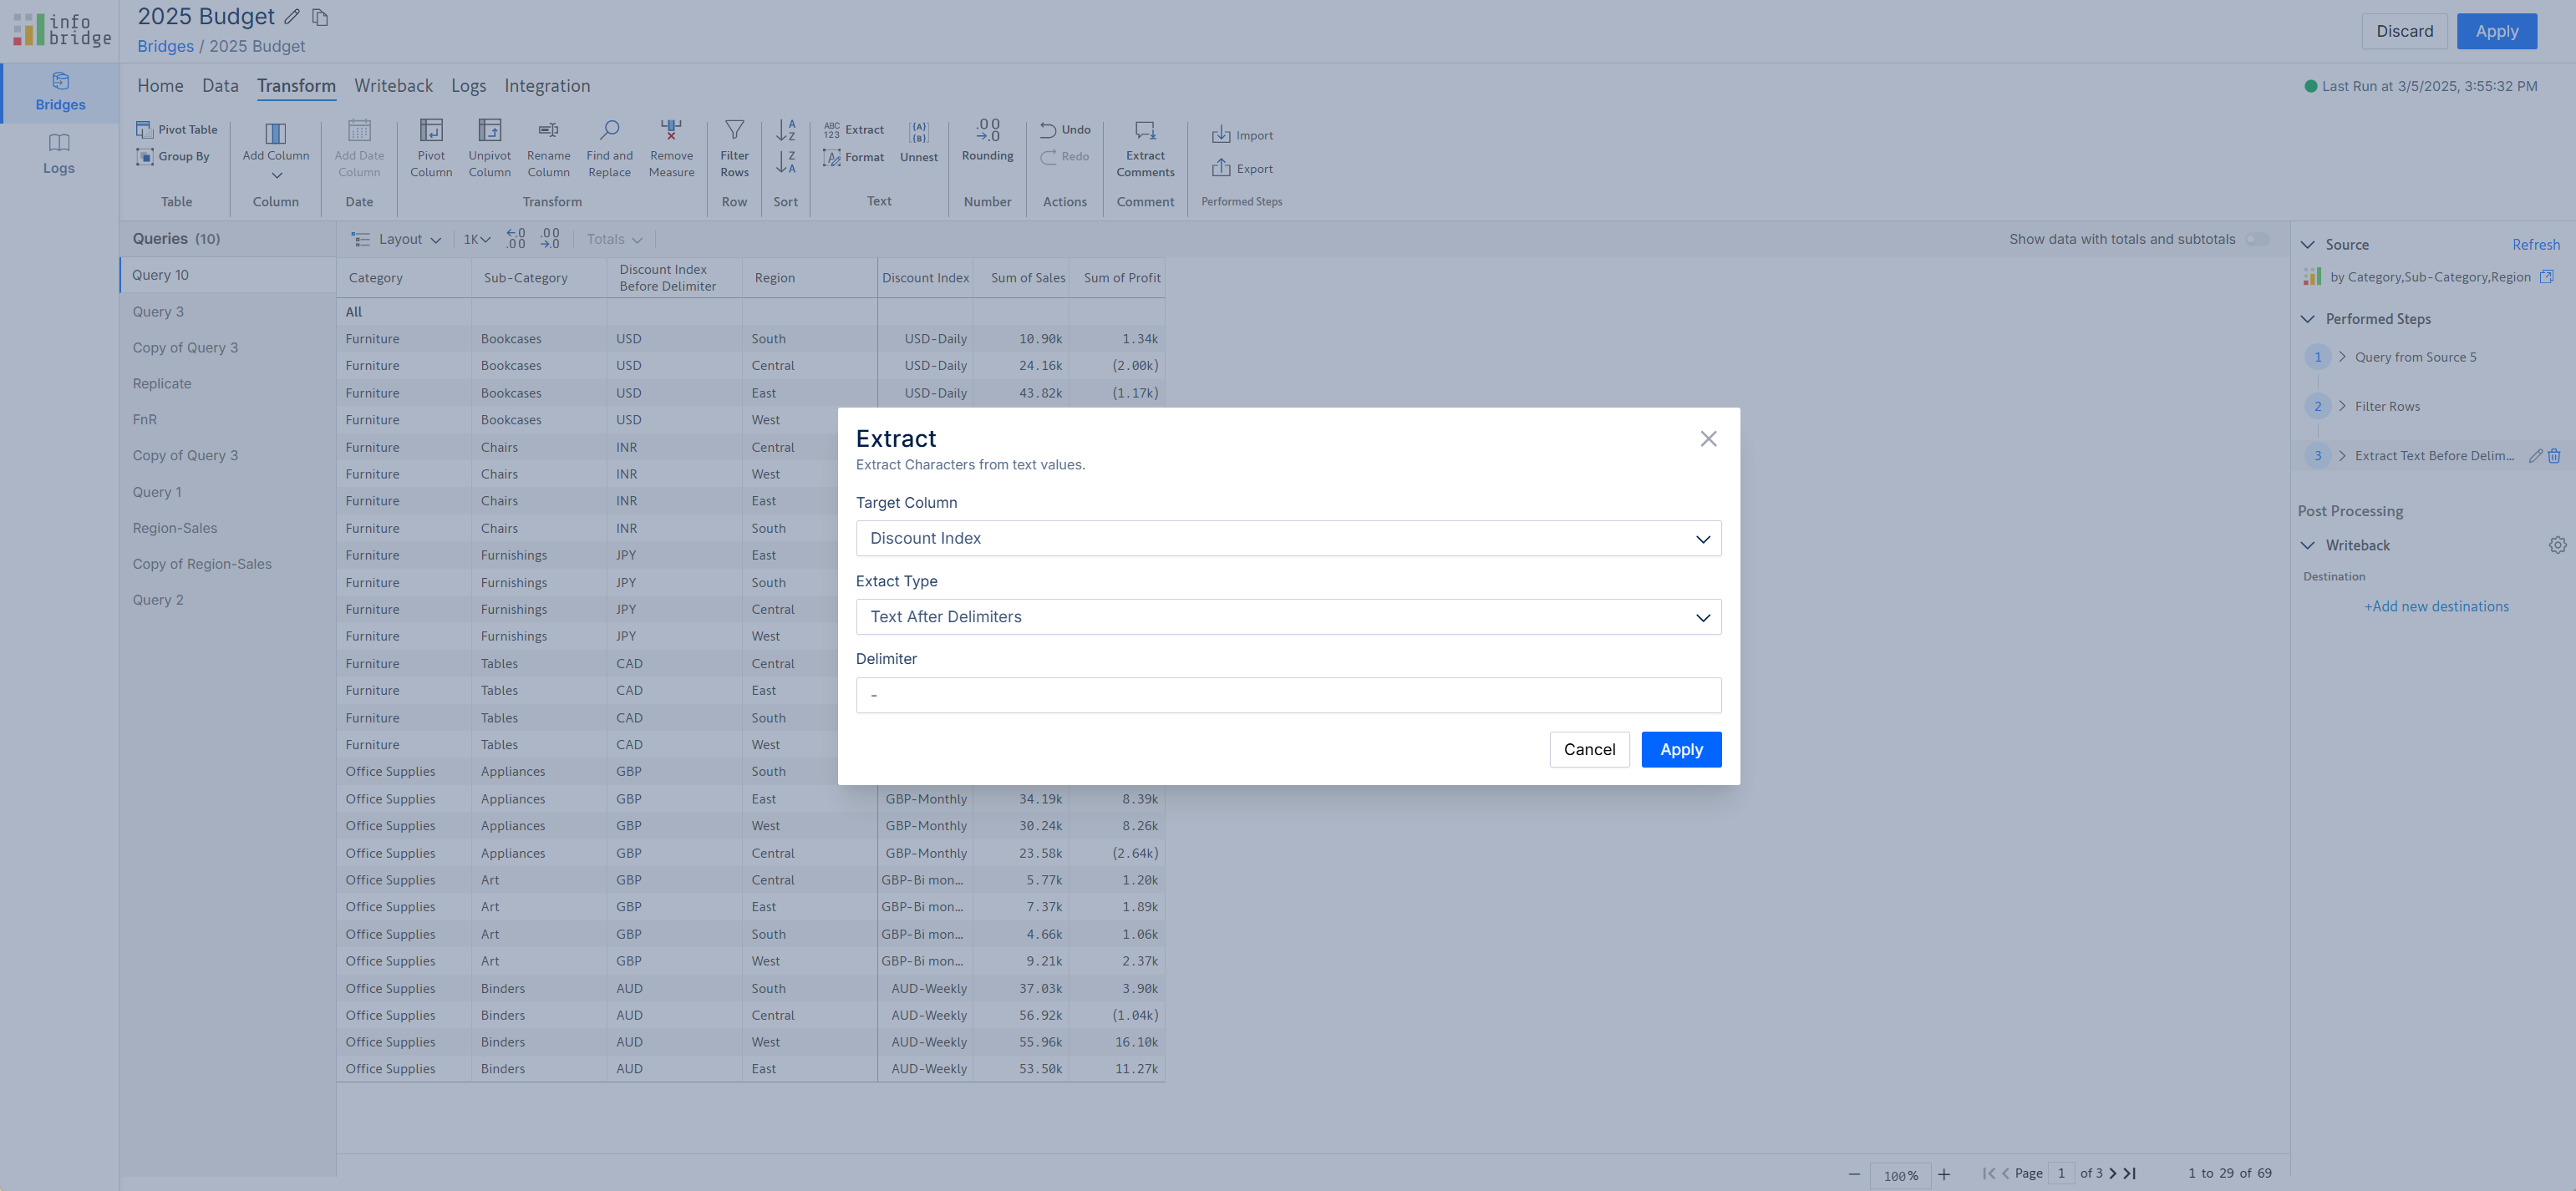 info
bridge
2025 Budget
Bridges / 2025 Budget
Discard
Apply
Bridges
Logs
Home Data Transform Writeback Logs Integration
Last Run at 3/5/2025, 3:55:32 PM
Pivot Table
Group By
Table
Add Column
Column
Add Date
Column
Date
Pivot
Column
Unpivot
Column
Rename
Column
Find and
Replace
Remove
Measure
Transform
Filter
Rows
Row
Sort
Extract
Format
Unnest
Text
Rounding
Number
Undo
Redo
Actions
Extract
Comments
Comment
Import
Export
Performed Steps
Queries (10)
Query 10
Query 3
Copy of Query 3
Replicate
FnR
Copy of Query 3
Query 1
Region-Sales
Copy of Region-Sales
Query 2
Layout 1K Totals
Show data with totals and subtotals
Category Sub-Category Discount Index Before Delimiter Region Discount Index Sum of Sales Sum of Profit
All
Furniture Bookcases USD South USD-Daily 10.90k 1.34k
Furniture Bookcases USD Central USD-Daily 24.16k (2.00k)
Furniture Bookcases USD East USD-Daily 43.82k (1.17k)
Furniture Bookcases USD West
Furniture Chairs INR Central
Furniture Chairs INR West
Furniture Chairs INR East
Furniture Chairs INR South
Furniture Furnishings JPY East
Furniture Furnishings JPY South
Furniture Furnishings JPY Central
Furniture Furnishings JPY West
Furniture Tables CAD Central
Furniture Tables CAD East
Furniture Tables CAD South
Furniture Tables CAD West
Office Supplies Appliances GBP South
Office Supplies Appliances GBP East GBP-Monthly 34.19k 8.39k
Office Supplies Appliances GBP West GBP-Monthly 30.24k 8.26k
Office Supplies Appliances GBP Central GBP-Monthly 23.58k (2.64k)
Office Supplies Art GBP Central GBP-Bi mon... 5.77k 1.20k
Office Supplies Art GBP East GBP-Bi mon... 7.37k 1.89k
Office Supplies Art GBP South GBP-Bi mon... 4.66k 1.06k
Office Supplies Art GBP West GBP-Bi mon... 9.21k 2.37k
Office Supplies Binders AUD South AUD-Weekly 37.03k 3.90k
Office Supplies Binders AUD Central AUD-Weekly 56.92k (1.04k)
Office Supplies Binders AUD West AUD-Weekly 55.96k 16.10k
Office Supplies Binders AUD East AUD-Weekly 53.50k 11.27k
Extract
Extract Characters from text values.
Target Column
Discount Index
Extact Type
Text After Delimiters
Delimiter
-
Cancel
Apply
Source
Refresh
by Category,Sub-Category,Region
Performed Steps
1 Query from Source 5
2 Filter Rows
3 Extract Text Before Delim...
Post Processing
Writeback
Destination
+Add new destinations
100% Page 1 of 3 1 to 29 of 69